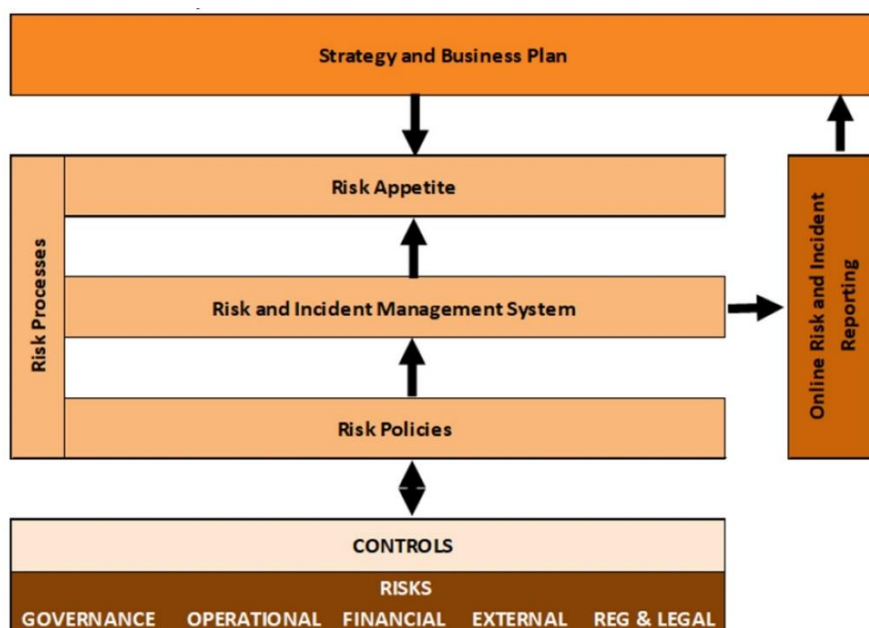 Strategy and Business Plan
Risk Appetite
Risk Processes
Risk and Incident Management System
Online Risk and Incident
Reporting
Risk Policies
CONTROLS
RISKS
GOVERNANCE OPERATIONAL FINANCIAL EXTERNAL REG & LEGAL